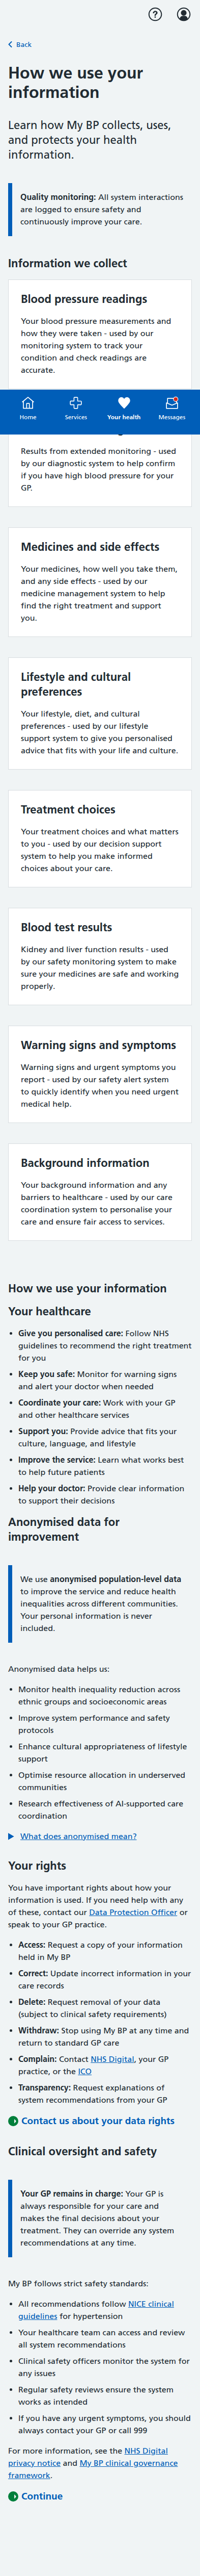 Back
How we use your
information
Learn how My BP collects, uses,
and protects your health
information.
Quality monitoring: All system interactions
are logged to ensure safety and
continuously improve your care.
Information we collect
Blood pressure readings
Your blood pressure measurements and
how they were taken - used by our
monitoring system to track your
condition and check readings are
accurate.
Home
Services
Your health
Messages
Results from extended monitoring - used
by our diagnostic system to help confirm
if you have high blood pressure for your
GP.
Medicines and side effects
Your medicines, how well you take them,
and any side effects - used by our
medicine management system to help
find the right treatment and support
you.
Lifestyle and cultural
preferences
Your lifestyle, diet, and cultural
preferences - used by our lifestyle
support system to give you personalised
advice that fits with your life and culture.
Treatment choices
Your treatment choices and what matters
to you - used by our decision support
system to help you make informed
choices about your care.
Blood test results
Kidney and liver function results - used
by our safety monitoring system to make
sure your medicines are safe and working
properly.
Warning signs and symptoms
Warning signs and urgent symptoms you
report - used by our safety alert system
to quickly identify when you need urgent
medical help.
Background information
Your background information and any
barriers to healthcare - used by our care
coordination system to personalise your
care and ensure fair access to services.
How we use your information
Your healthcare
• Give you personalised care: Follow NHS
guidelines to recommend the right treatment
for you
• Keep you safe: Monitor for warning signs
and alert your doctor when needed
• Coordinate your care: Work with your GP
and other healthcare services
• Support you: Provide advice that fits your
culture, language, and lifestyle
• Improve the service: Learn what works best
to help future patients
• Help your doctor: Provide clear information
to support their decisions
Anonymised data for
improvement
We use anonymised population-level data
to improve the service and reduce health
inequalities across different communities.
Your personal information is never
included.
Anonymised data helps us:
• Monitor health inequality reduction across
ethnic groups and socioeconomic areas
• Improve system performance and safety
protocols
• Enhance cultural appropriateness of lifestyle
support
• Optimise resource allocation in underserved
communities
• Research effectiveness of AI-supported care
coordination
What does anonymised mean?
Your rights
You have important rights about how your
information is used. If you need help with any
of these, contact our Data Protection Officer or
speak to your GP practice.
• Access: Request a copy of your information
held in My BP
• Correct: Update incorrect information in your
care records
• Delete: Request removal of your data
(subject to clinical safety requirements)
• Withdraw: Stop using My BP at any time and
return to standard GP care
• Complain: Contact NHS Digital, your GP
practice, or the ICO
• Transparency: Request explanations of
system recommendations from your GP
Contact us about your data rights
Clinical oversight and safety
Your GP remains in charge: Your GP is
always responsible for your care and
makes the final decisions about your
treatment. They can override any system
recommendations at any time.
My BP follows strict safety standards:
• All recommendations follow NICE clinical
guidelines for hypertension
• Your healthcare team can access and review
all system recommendations
• Clinical safety officers monitor the system for
any issues
• Regular safety reviews ensure the system
works as intended
• If you have any urgent symptoms, you should
always contact your GP or call 999
For more information, see the NHS Digital
privacy notice and My BP clinical governance
framework.
Continue